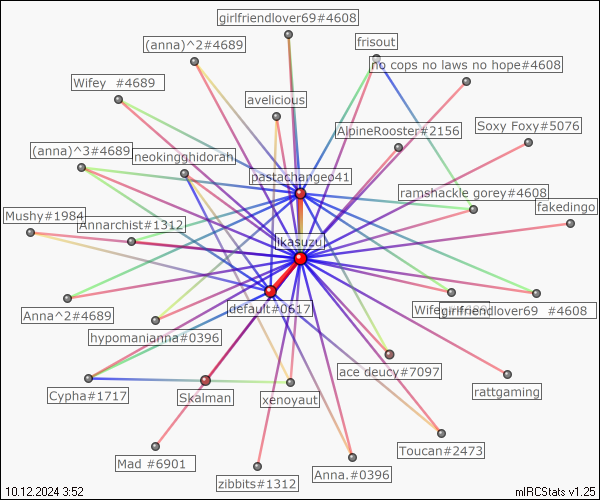 girlfriendlover69#4608
(anna)^2#4689
frisout
no cops no laws no hope#4608
Wifey  #4689
avelicious
AlpineRooster#2156
Soxy Foxy#5076
(anna)^3#4689
neokingghidorah
pastachangeo41
ramshackle gorey#4608
fakedingo
Mushy#1984
Annarchist#1312
likasuzu
Anna^2#4689
default#0617
Wife
girlfriendlover69  #4608
hypomanianna#0396
ace deucy#7097
rattgaming
Cypha#1717
Skalman
xenoyaut
Toucan#2473
Mad #6901
zibbits#1312
Anna.#0396
10.12.2024 3:52
mIRCStats v1.25